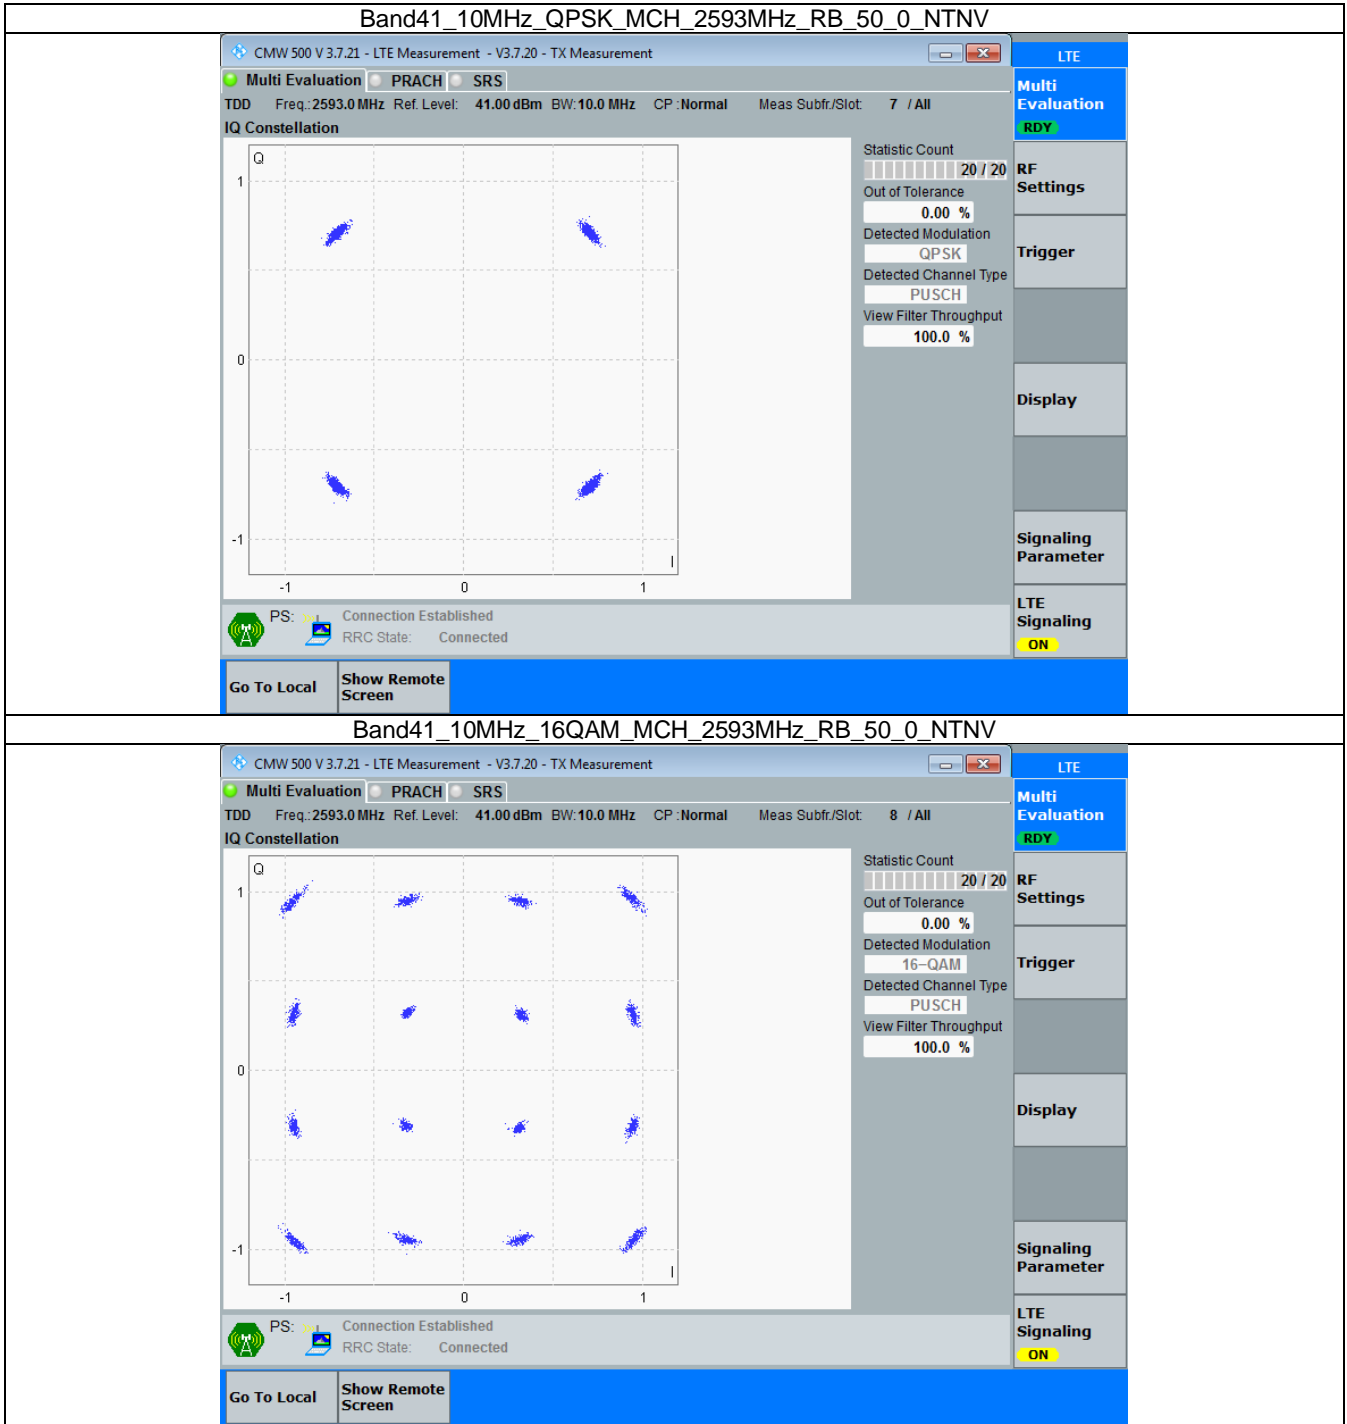 Band41_10MHz_QPSK_MCH_2593MHz_RB_50_0_NTNV
CMW 500 V 3.7.21 - LTE Measurement - V3.7.20 - TX Measurement
LTE
Multi Evaluation PRACH SRS
Multi
Evaluation
RDY
TDD Freq.: 2593.0 MHz Ref. Level: 41.00 dBm BW: 10.0 MHz CP : Normal Meas Subfr./Slot: 7 / All
IQ Constellation
Q
1
0
-1
-1 0 1
I
Statistic Count
20 / 20
Out of Tolerance
0.00 %
Detected Modulation
QPSK
Detected Channel Type
PUSCH
View Filter Throughput
100.0 %
RF
Settings
Trigger
Display
Signaling
Parameter
LTE
Signaling
ON
PS: Connection Established
RRC State: Connected
Go To Local
Show Remote
Screen
Band41_10MHz_16QAM_MCH_2593MHz_RB_50_0_NTNV
CMW 500 V 3.7.21 - LTE Measurement - V3.7.20 - TX Measurement
LTE
Multi Evaluation PRACH SRS
Multi
Evaluation
RDY
TDD Freq.: 2593.0 MHz Ref. Level: 41.00 dBm BW: 10.0 MHz CP : Normal Meas Subfr./Slot: 8 / All
IQ Constellation
Q
1
0
-1
-1 0 1
I
Statistic Count
20 / 20
Out of Tolerance
0.00 %
Detected Modulation
16-QAM
Detected Channel Type
PUSCH
View Filter Throughput
100.0 %
RF
Settings
Trigger
Display
Signaling
Parameter
LTE
Signaling
ON
PS: Connection Established
RRC State: Connected
Go To Local
Show Remote
Screen